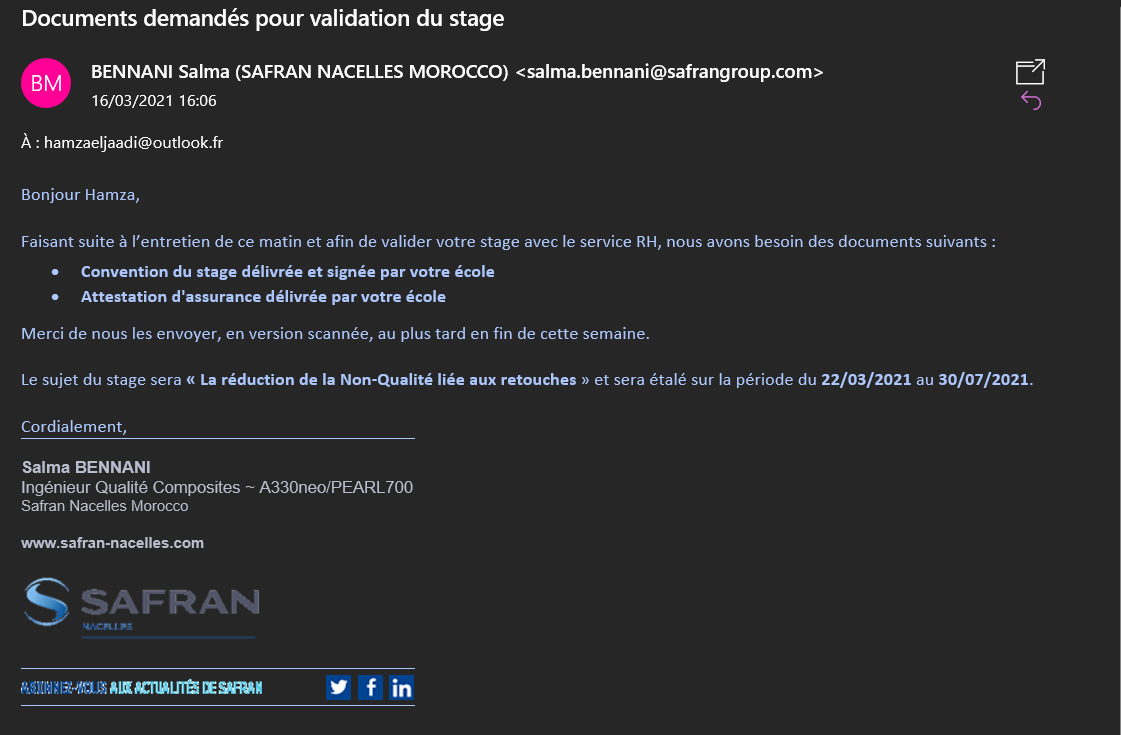 Documents demandés pour validation du stage
BM
BENNANI Salma (SAFRAN NACELLES MOROCCO) <salma.bennani@safrangroup.com>
16/03/2021 16:06
À : hamzaeljaadi@outlook.fr
Bonjour Hamza,
Faisant suite à l’entretien de ce matin et afin de valider votre stage avec le service RH, nous avons besoin des documents suivants :
• Convention du stage délivrée et signée par votre école
• Attestation d'assurance délivrée par votre école
Merci de nous les envoyer, en version scannée, au plus tard en fin de cette semaine.
Le sujet du stage sera « La réduction de la Non-Qualité liée aux retouches » et sera étalé sur la période du 22/03/2021 au 30/07/2021.
Cordialement,
Salma BENNANI
Ingénieur Qualité Composites ~ A330neo/PEARL700
Safran Nacelles Morocco
www.safran-nacelles.com
SAFRAN
NACELLES
ABONNEZ-VOUS AUX ACTUALITÉS DE SAFRAN